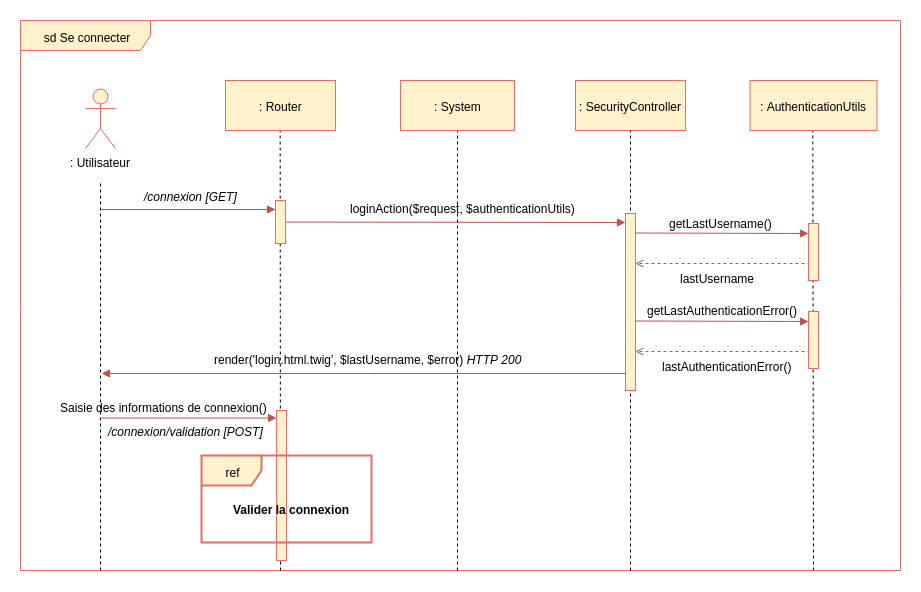 sd Se connecter
: Utilisateur
: Router
: System
: SecurityController
: AuthenticationUtils
/connexion [GET]
loginAction($request, $authenticationUtils)
getLastUsername()
lastUsername
getLastAuthenticationError()
lastAuthenticationError()
render('login.html.twig', $lastUsername, $error) HTTP 200
Saisie des informations de connexion()
/connexion/validation [POST]
ref
Valider la connexion